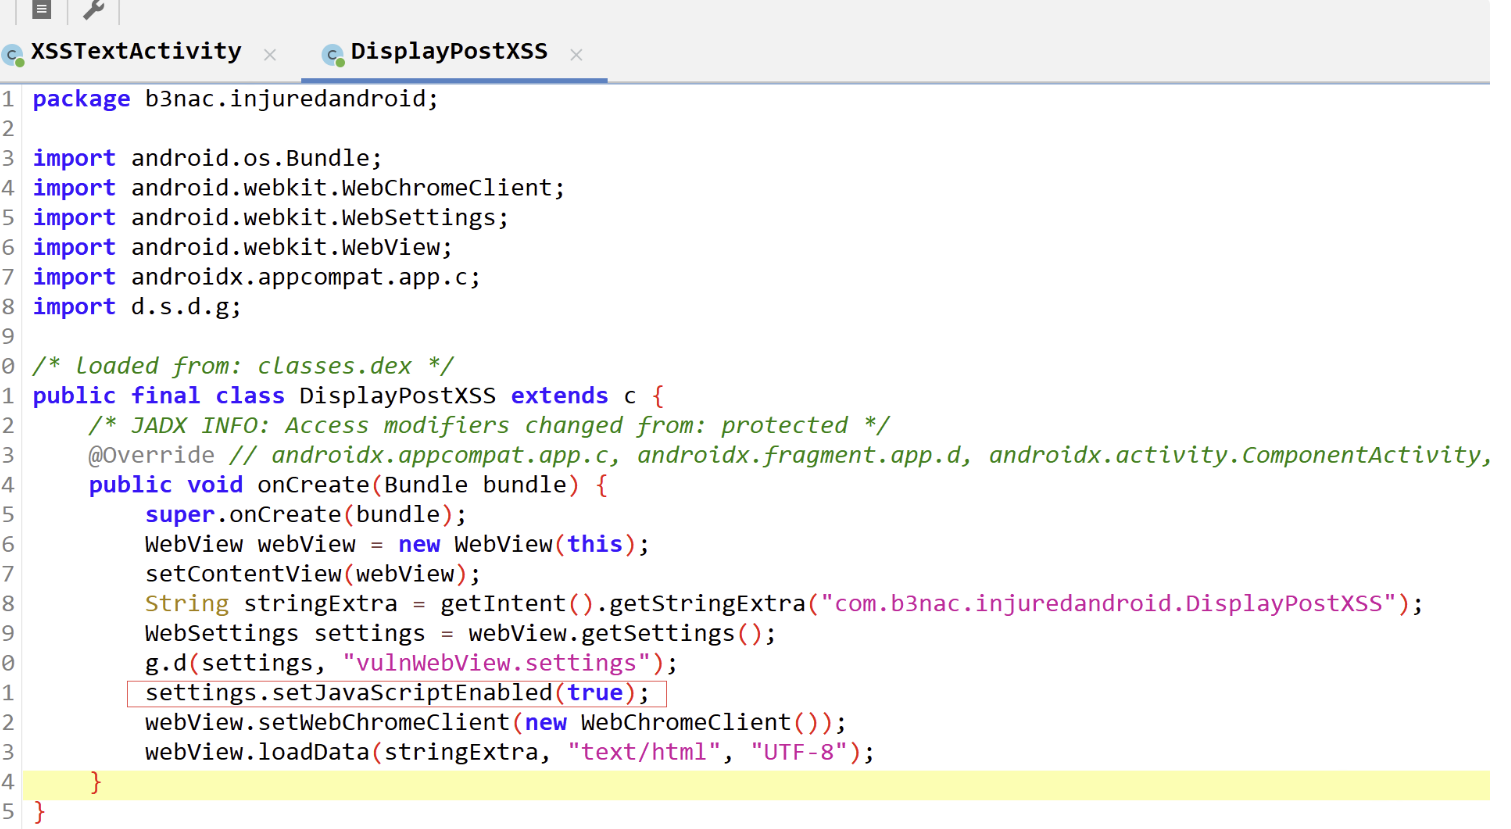 XSSTextActivity × DisplayPostXSS ×
1 package b3nac.injuredandroid;
2
3 import android.os.Bundle;
4 import android.webkit.WebChromeClient;
5 import android.webkit.WebSettings;
6 import android.webkit.WebView;
7 import androidx.appcompat.app.c;
8 import d.s.d.g;
9
0 /* loaded from: classes.dex */
1 public final class DisplayPostXSS extends c {
2 /* JADX INFO: Access modifiers changed from: protected */
3 @Override // androidx.appcompat.app.c, androidx.fragment.app.d, androidx.activity.ComponentActivity,
4 public void onCreate(Bundle bundle) {
5 super.onCreate(bundle);
6 WebView webView = new WebView(this);
7 setContentView(webView);
8 String stringExtra = getIntent().getStringExtra("com.b3nac.injuredandroid.DisplayPostXSS");
9 WebSettings settings = webView.getSettings();
0 g.d(settings, "vulnWebView.settings");
1 settings.setJavaScriptEnabled(true);
2 webView.setWebChromeClient(new WebChromeClient());
3 webView.loadData(stringExtra, "text/html", "UTF-8");
4 }
5 }